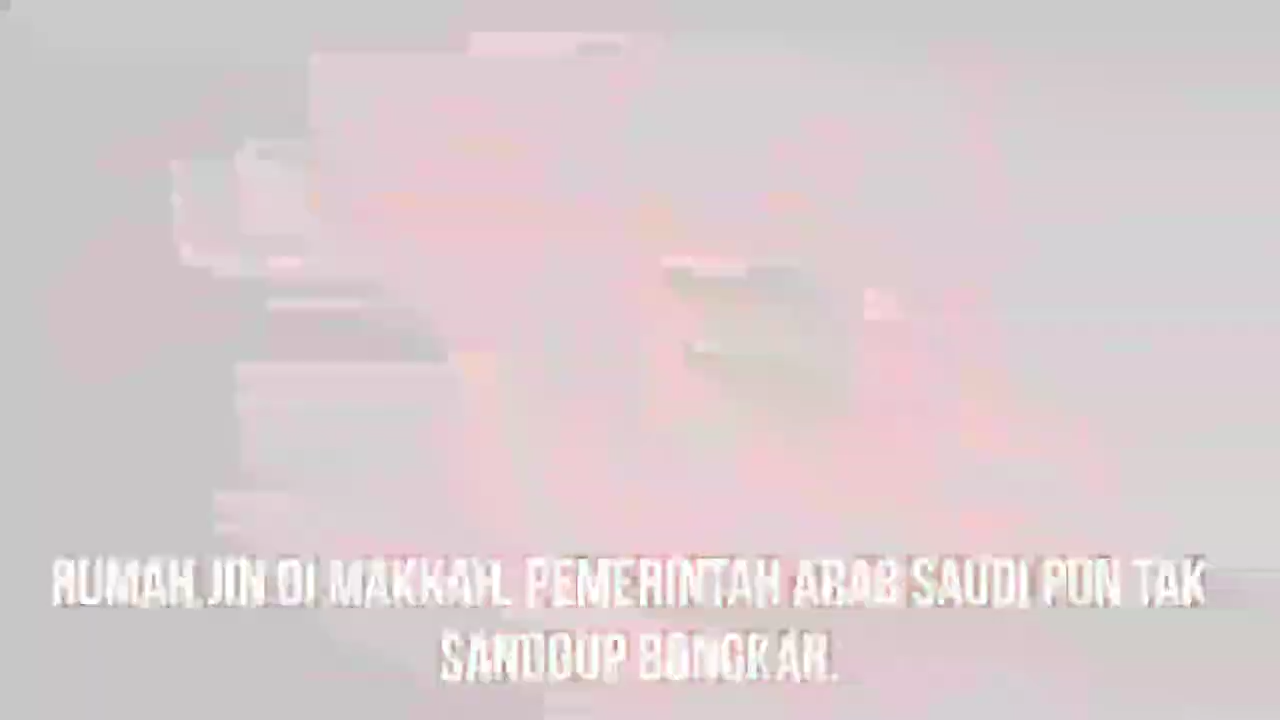 RUMAH JIN DI MAKKAH. PEMERINTAH ARAB SAUDI PUN TAK
SANGGUP BONGKAR.